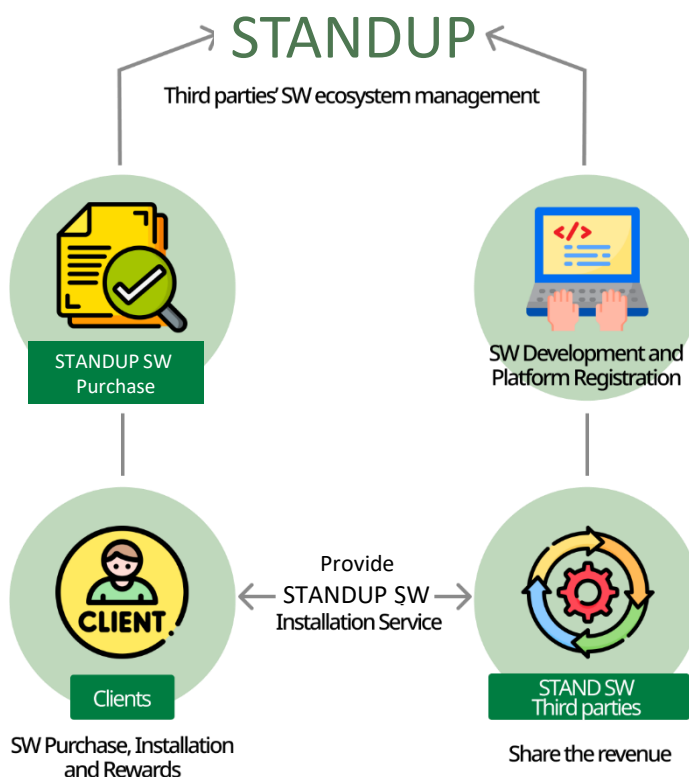 STANDUP
Third parties' SW ecosystem management
</>
STANDUP SW
Purchase
SW Development and
Platform Registration
CLIENT
Provide
STANDUP SW
Installation Service
Clients
STAND SW
Third parties
SW Purchase, Installation
and Rewards
Share the revenue